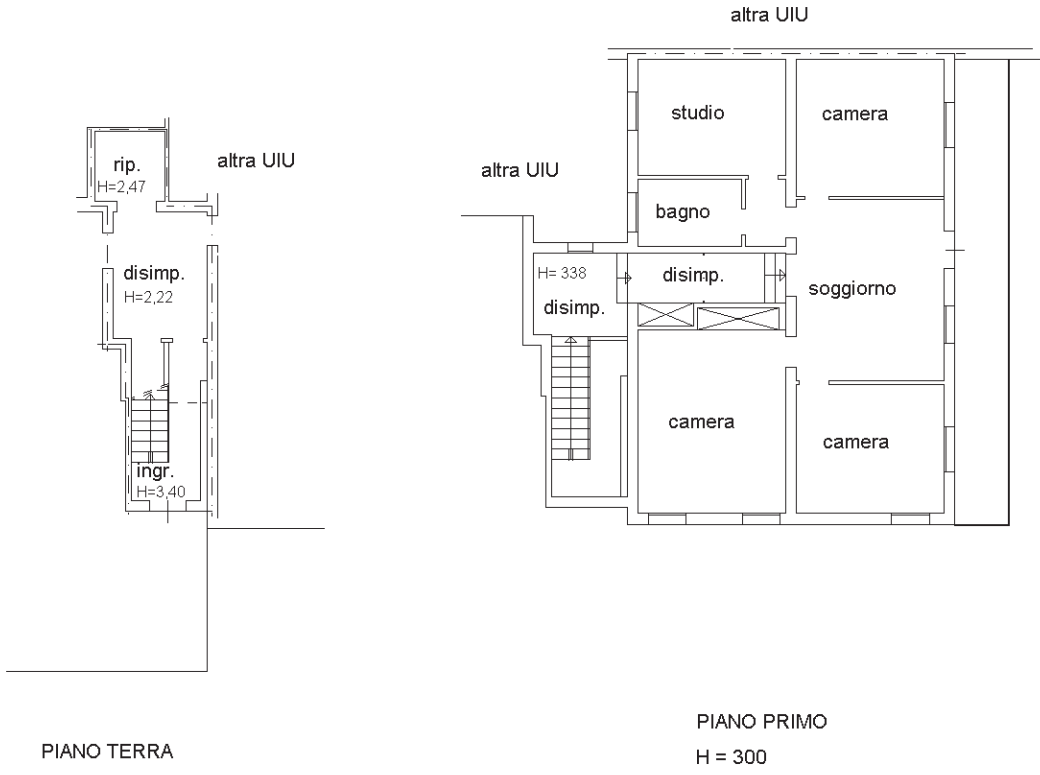 altra UIU
studio
camera
rip.
H=2,47
altra UIU
altra UIU
bagno
disimp.
H=2,22
H= 338
disimp.
disimp.
soggiorno
camera
camera
ingr.
H=3,40
PIANO TERRA
PIANO PRIMO
H = 300